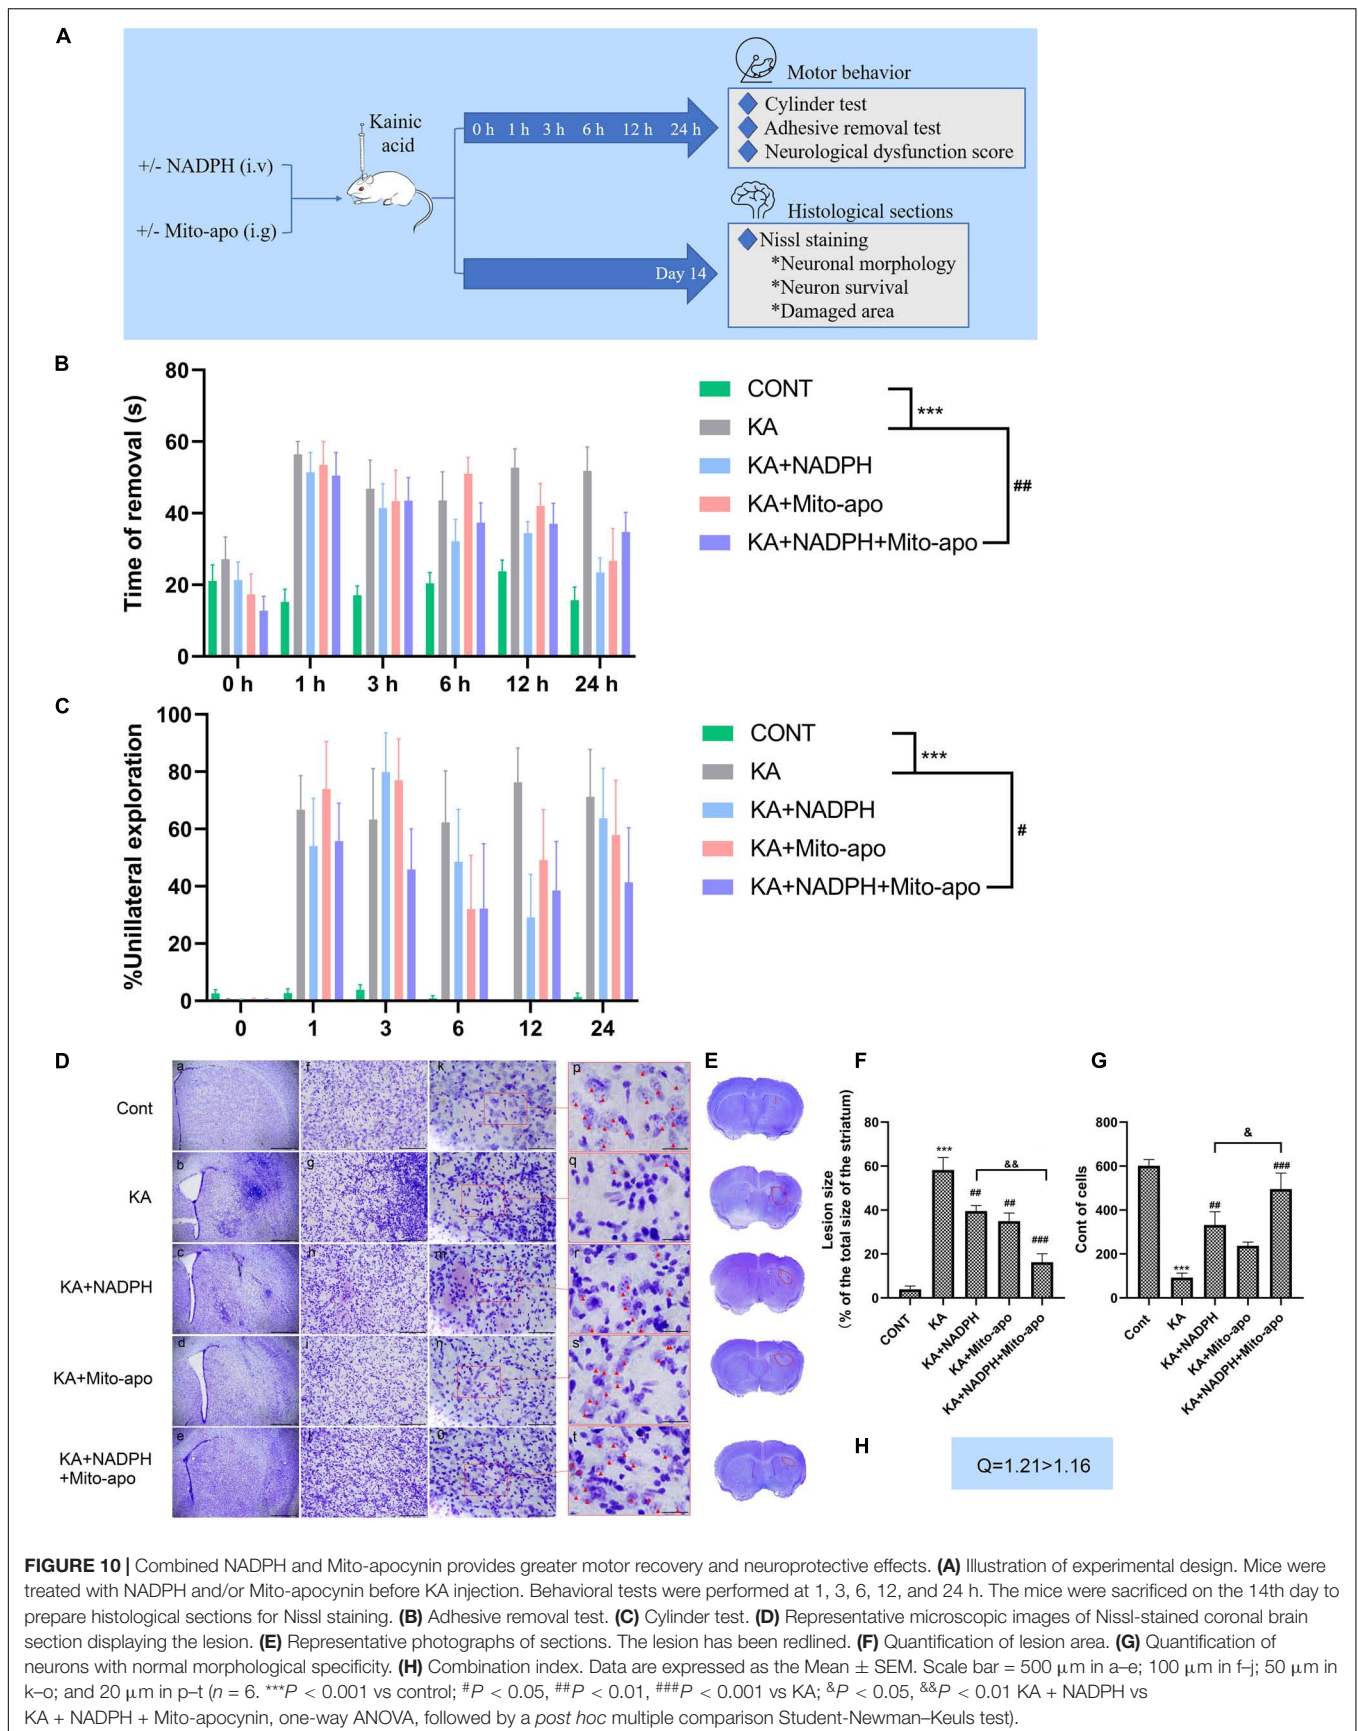 A
Kainic
acid
+/- NADPH (i.v)
+/- Mito-apo (i.g)
0 h 1 h 3 h 6 h 12 h 24 h
Day 14
Motor behavior
Cylinder test
Adhesive removal test
Neurological dysfunction score
Histological sections
Nissl staining
*Neuronal morphology
*Neuron survival
*Damaged area
B
Time of removal (s)
80
60
40
20
0
0 h 1 h 3 h 6 h 12 h 24 h
CONT
KA
KA+NADPH
KA+Mito-apo
KA+NADPH+Mito-apo
***
##
C
%Unillateral exploration
100
80
60
40
20
0
0 1 3 6 12 24
CONT
KA
KA+NADPH
KA+Mito-apo
KA+NADPH+Mito-apo
***
#
D
Cont
KA
KA+NADPH
KA+Mito-apo
KA+NADPH
+Mito-apo
a f k p
b g q
c h m r
d n s
e o t
E
F
Lesion size
(% of the total size of the striatum)
80
60
40
20
0
***
##
##
###
&&
CONT
KA
KA+NADPH
KA+Mito-apo
KA+NADPH+Mito-apo
G
Cont of cells
800
600
400
200
0
***
##
###
&
Cont
KA
KA+NADPH
KA+Mito-apo
KA+NADPH+Mito-apo
H
Q=1.21>1.16
FIGURE 10 | Combined NADPH and Mito-apocynin provides greater motor recovery and neuroprotective effects. (A) Illustration of experimental design. Mice were
treated with NADPH and/or Mito-apocynin before KA injection. Behavioral tests were performed at 1, 3, 6, 12, and 24 h. The mice were sacrificed on the 14th day to
prepare histological sections for Nissl staining. (B) Adhesive removal test. (C) Cylinder test. (D) Representative microscopic images of Nissl-stained coronal brain
section displaying the lesion. (E) Representative photographs of sections. The lesion has been redlined. (F) Quantification of lesion area. (G) Quantification of
neurons with normal morphological specificity. (H) Combination index. Data are expressed as the Mean ± SEM. Scale bar = 500 μm in a–e; 100 μm in f–j; 50 μm in
k–o; and 20 μm in p–t (n = 6. ***P < 0.001 vs control; #P < 0.05, ##P < 0.01, ###P < 0.001 vs KA; &P < 0.05, &&P < 0.01 KA + NADPH vs
KA + NADPH + Mito-apocynin, one-way ANOVA, followed by a post hoc multiple comparison Student-Newman–Keuls test).